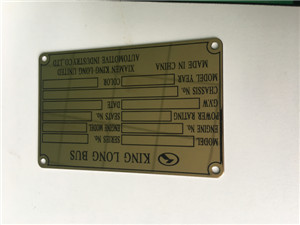 KING LONG BUS
MODEL SERIES No.
ENGINE No. ENGINE MODEL
POWER RATING SEATS No.
G.V.W DATE
CHASSIS No.
MODEL YEAR COLOR
MADE IN CHINA
XIAMEN KING LONG UNITED
AUTOMOTIVE INDUSTRY CO., LTD